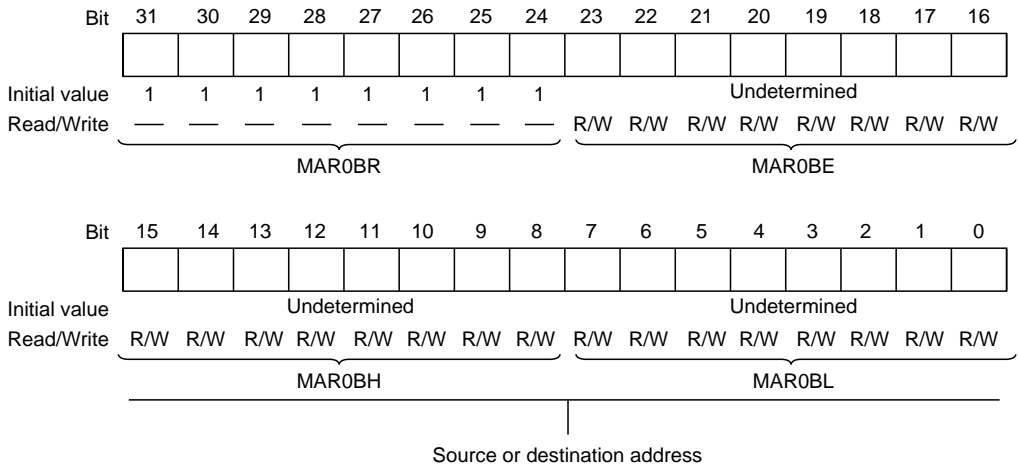 Bit 31 30 29 28 27 26 25 24 23 22 21 20 19 18 17 16
Initial value 1 1 1 1 1 1 1 1 Undetermined
Read/Write — — — — — — — — R/W R/W R/W R/W R/W R/W R/W R/W
MAR0BR MAR0BE
Bit 15 14 13 12 11 10 9 8 7 6 5 4 3 2 1 0
Initial value Undetermined Undetermined
Read/Write R/W R/W R/W R/W R/W R/W R/W R/W R/W R/W R/W R/W R/W R/W R/W R/W
MAR0BH MAR0BL
Source or destination address